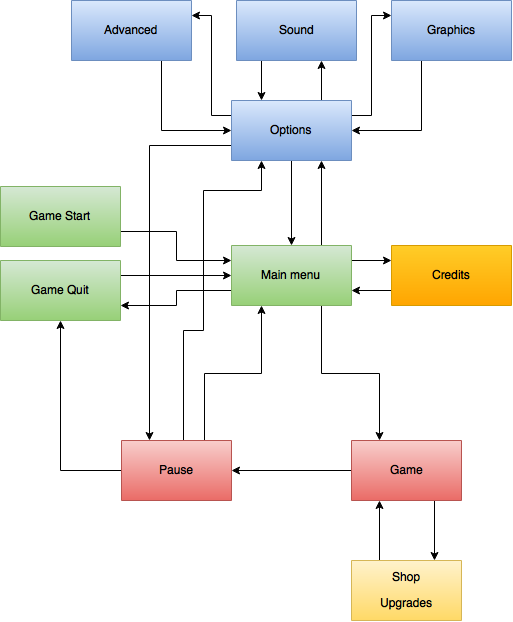 Advanced
Sound
Graphics
Options
Game Start
Game Quit
Main menu
Credits
Pause
Game
Shop
Upgrades